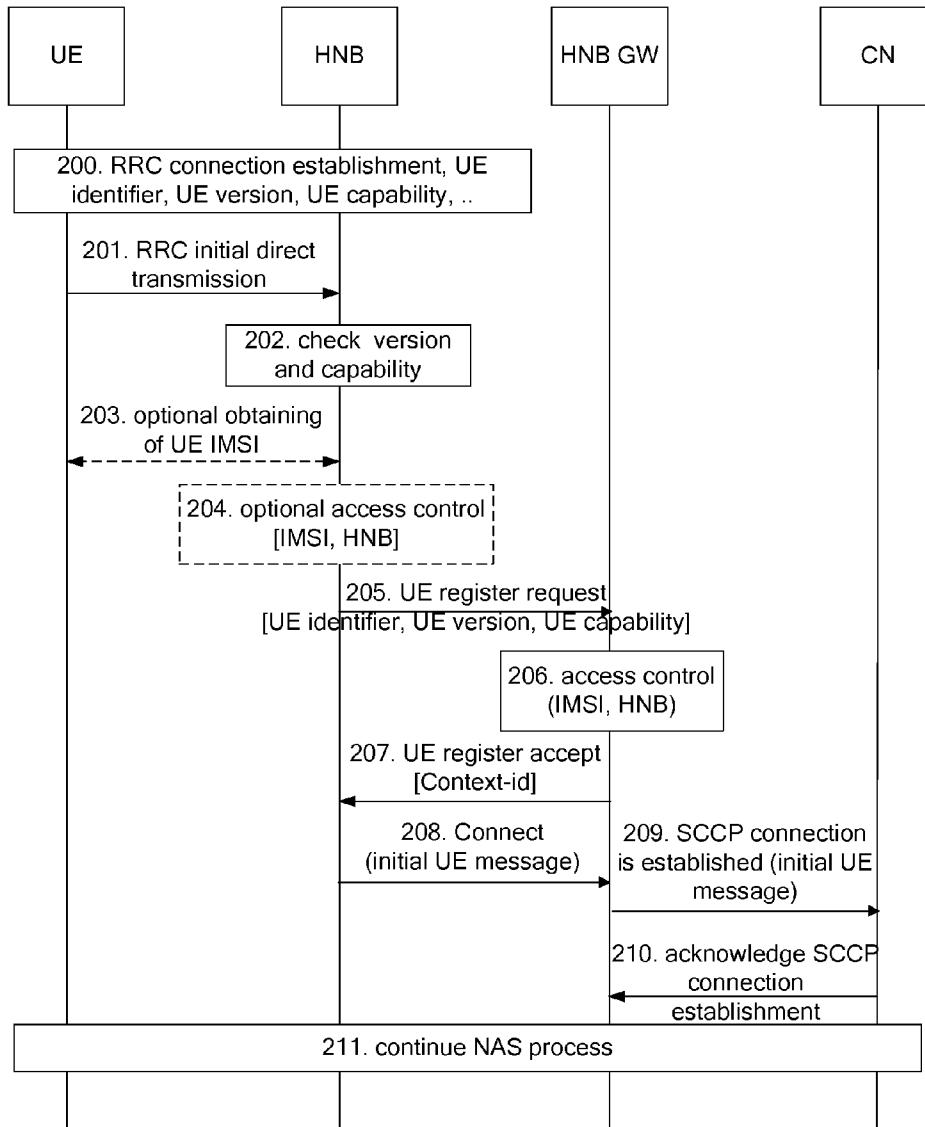 UE
HNB
HNB GW
CN
200. RRC connection establishment, UE
identifier, UE version, UE capability, ..
201. RRC initial direct
transmission
202. check version
and capability
203. optional obtaining
of UE IMSI
204. optional access control
[IMSI, HNB]
205. UE register request
[UE identifier, UE version, UE capability]
206. access control
(IMSI, HNB)
207. UE register accept
[Context-id]
208. Connect
(initial UE message)
209. SCCP connection
is established (initial UE
message)
210. acknowledge SCCP
connection
establishment
211. continue NAS process